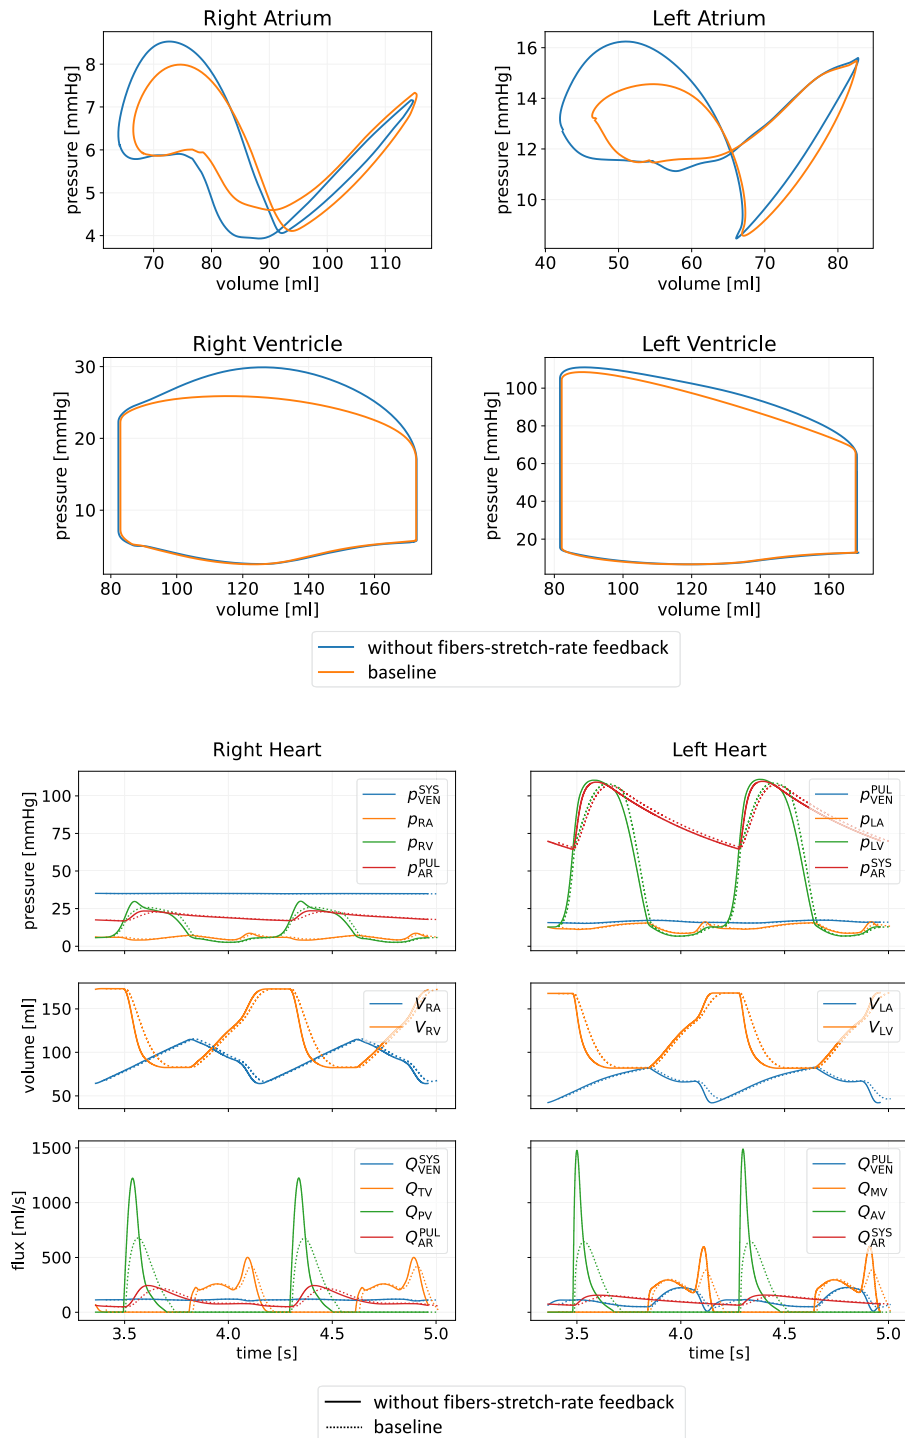 Right Atrium
Left Atrium
pressure [mmHg]
8
7
6
5
4
70 80 90 100 110
volume [ml]
pressure [mmHg]
16
14
12
10
40 50 60 70 80
volume [ml]
Right Ventricle
Left Ventricle
pressure [mmHg]
30
20
10
80 100 120 140 160
volume [ml]
pressure [mmHg]
100
80
60
40
20
80 100 120 140 160
volume [ml]
without fibers-stretch-rate feedback
baseline
Right Heart
Left Heart
pressure [mmHg]
100
75
50
25
0
p_VEN^SYS
p_RA
p_RV
p_AR^PUL
p_VEN^PUL
p_LA
p_LV
p_AR^SYS
volume [ml]
150
100
50
V_RA
V_RV
V_LA
V_LV
flux [ml/s]
1500
1000
500
0
Q_VEN^SYS
Q_TV
Q_PV
Q_AR^PUL
Q_VEN^PUL
Q_MV
Q_AV
Q_AR^SYS
3.5 4.0 4.5 5.0
time [s]
3.5 4.0 4.5 5.0
time [s]
without fibers-stretch-rate feedback
baseline